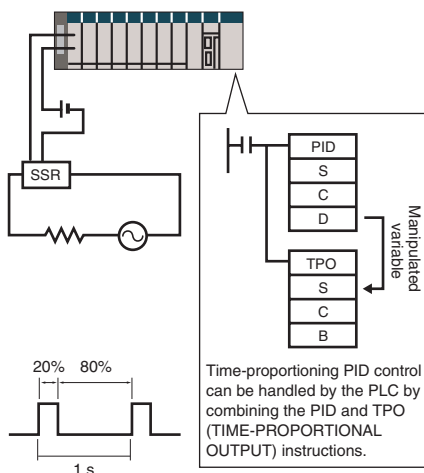 SSR
PID
S
C
D
Manipulated
variable
TPO
S
C
B
Time-proportioning PID control
can be handled by the PLC by
combining the PID and TPO
(TIME-PROPORTIONAL
OUTPUT) instructions.
20% 80%
1 s